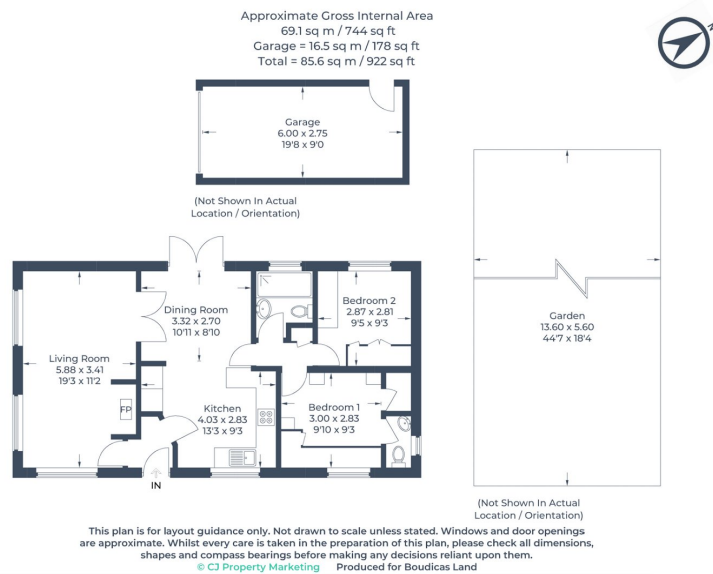 Approximate Gross Internal Area
69.1 sq m / 744 sq ft
Garage = 16.5 sq m / 178 sq ft
Total = 85.6 sq m / 922 sq ft
Garage
6.00 x 2.75
19'8 x 9'0
(Not Shown In Actual
Location / Orientation)
Dining Room
3.32 x 2.70
10'11 x 8'10
Bedroom 2
2.87 x 2.81
9'5 x 9'3
Living Room
5.88 x 3.41
19'3 x 11'2
FP
Kitchen
4.03 x 2.83
13'3 x 9'3
Bedroom 1
3.00 x 2.83
9'10 x 9'3
IN
Garden
13.60 x 5.60
44'7 x 18'4
(Not Shown In Actual
Location / Orientation)
This plan is for layout guidance only. Not drawn to scale unless stated. Windows and door openings
are approximate. Whilst every care is taken in the preparation of this plan, please check all dimensions,
shapes and compass bearings before making any decisions reliant upon them.
© CJ Property Marketing Produced for Boudicas Land